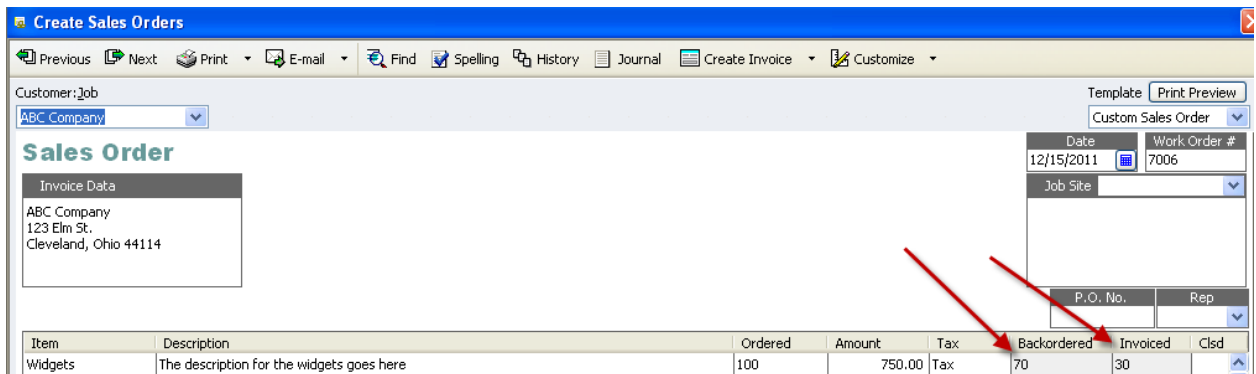 Create Sales Orders
Previous Next Print E-mail Find Spelling History Journal Create Invoice Customize
Customer:Job Template Print Preview
ABC Company Custom Sales Order
Sales Order
Date Work Order #
12/15/2011 7006
Invoice Data
Job Site
ABC Company
123 Elm St.
Cleveland, Ohio 44114
P.O. No. Rep
Item Description Ordered Amount Tax Backordered Invoiced Clsd
Widgets The description for the widgets goes here 100 750.00 Tax 70 30